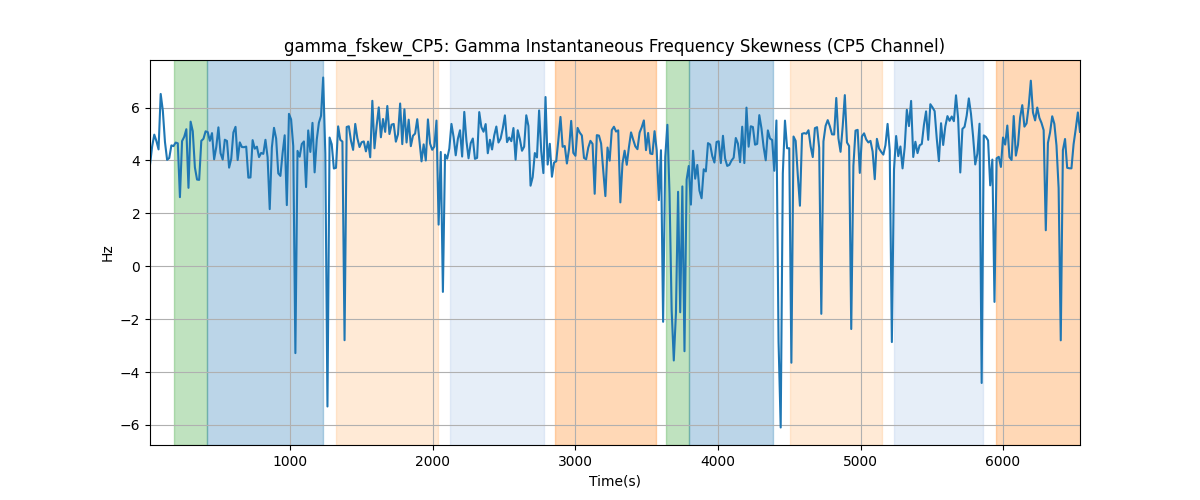 gamma_fskew_CP5: Gamma Instantaneous Frequency Skewness (CP5 Channel)
6
4
2
0
−2
−4
−6
Hz
1000 2000 3000 4000 5000 6000
Time(s)